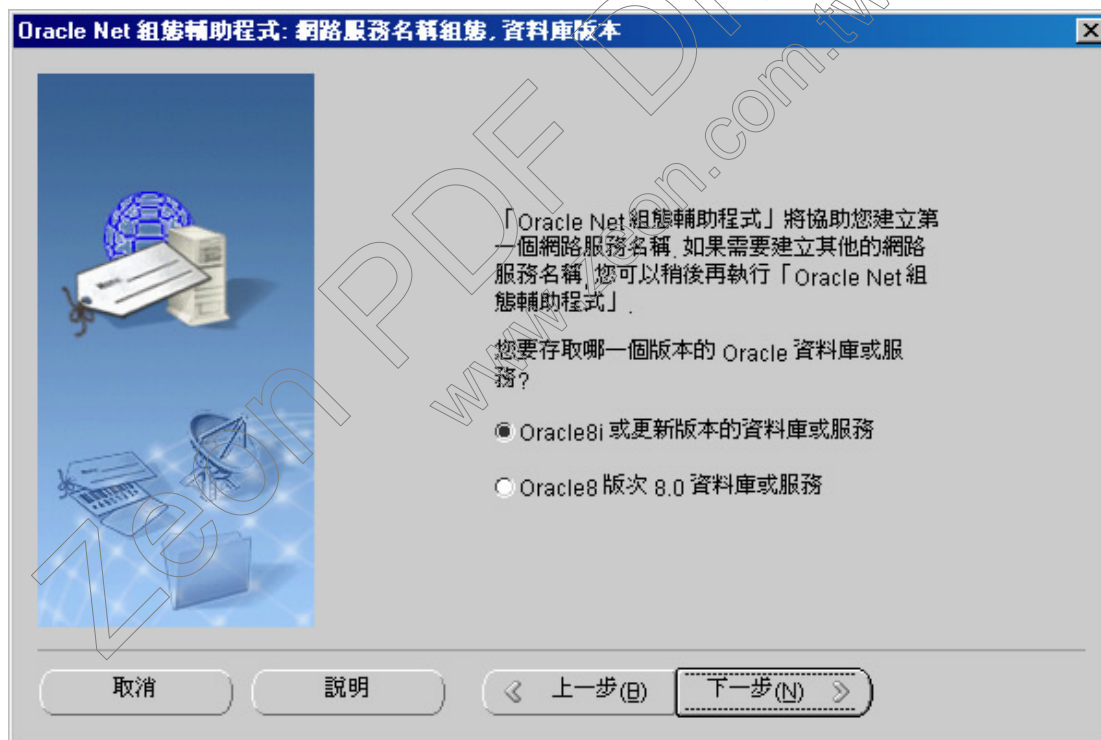 Oracle Net 組態輔助程式: 網路服務名稱組態, 資料庫版本
「Oracle Net 組態輔助程式」將協助您建立第
一個網路服務名稱. 如果需要建立其他的網路
服務名稱, 您可以稍後再執行「Oracle Net 組
態輔助程式」.
您要存取哪一個版本的 Oracle 資料庫或服
務?
Oracle8i 或更新版本的資料庫或服務
Oracle8 版次 8.0 資料庫或服務
取消
說明
上一步(B)
下一步(N)
Zeon PDF
www.zeon.com.tw